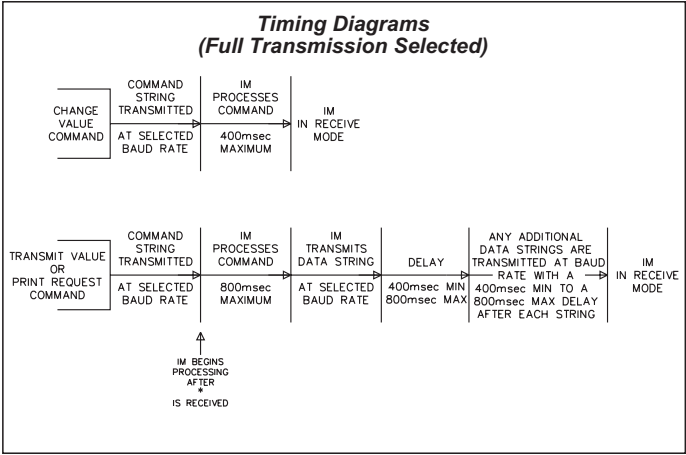 Timing Diagrams
(Full Transmission Selected)
CHANGE
VALUE
COMMAND
COMMAND
STRING
TRANSMITTED
AT SELECTED
BAUD RATE
IM
PROCESSES
COMMAND
400msec
MAXIMUM
IM
IN RECEIVE
MODE
TRANSMIT VALUE
OR
PRINT REQUEST
COMMAND
COMMAND
STRING
TRANSMITTED
AT SELECTED
BAUD RATE
IM
PROCESSES
COMMAND
800msec
MAXIMUM
IM
TRANSMITS
DATA STRING
AT SELECTED
BAUD RATE
DELAY
400msec MIN
800msec MAX
ANY ADDITIONAL
DATA STRINGS ARE
TRANSMITTED AT BAUD
RATE WITH A
400msec MIN TO A
800msec MAX DELAY
AFTER EACH STRING
IM
IN RECEIVE
MODE
IM BEGINS
PROCESSING
AFTER
*
IS RECEIVED